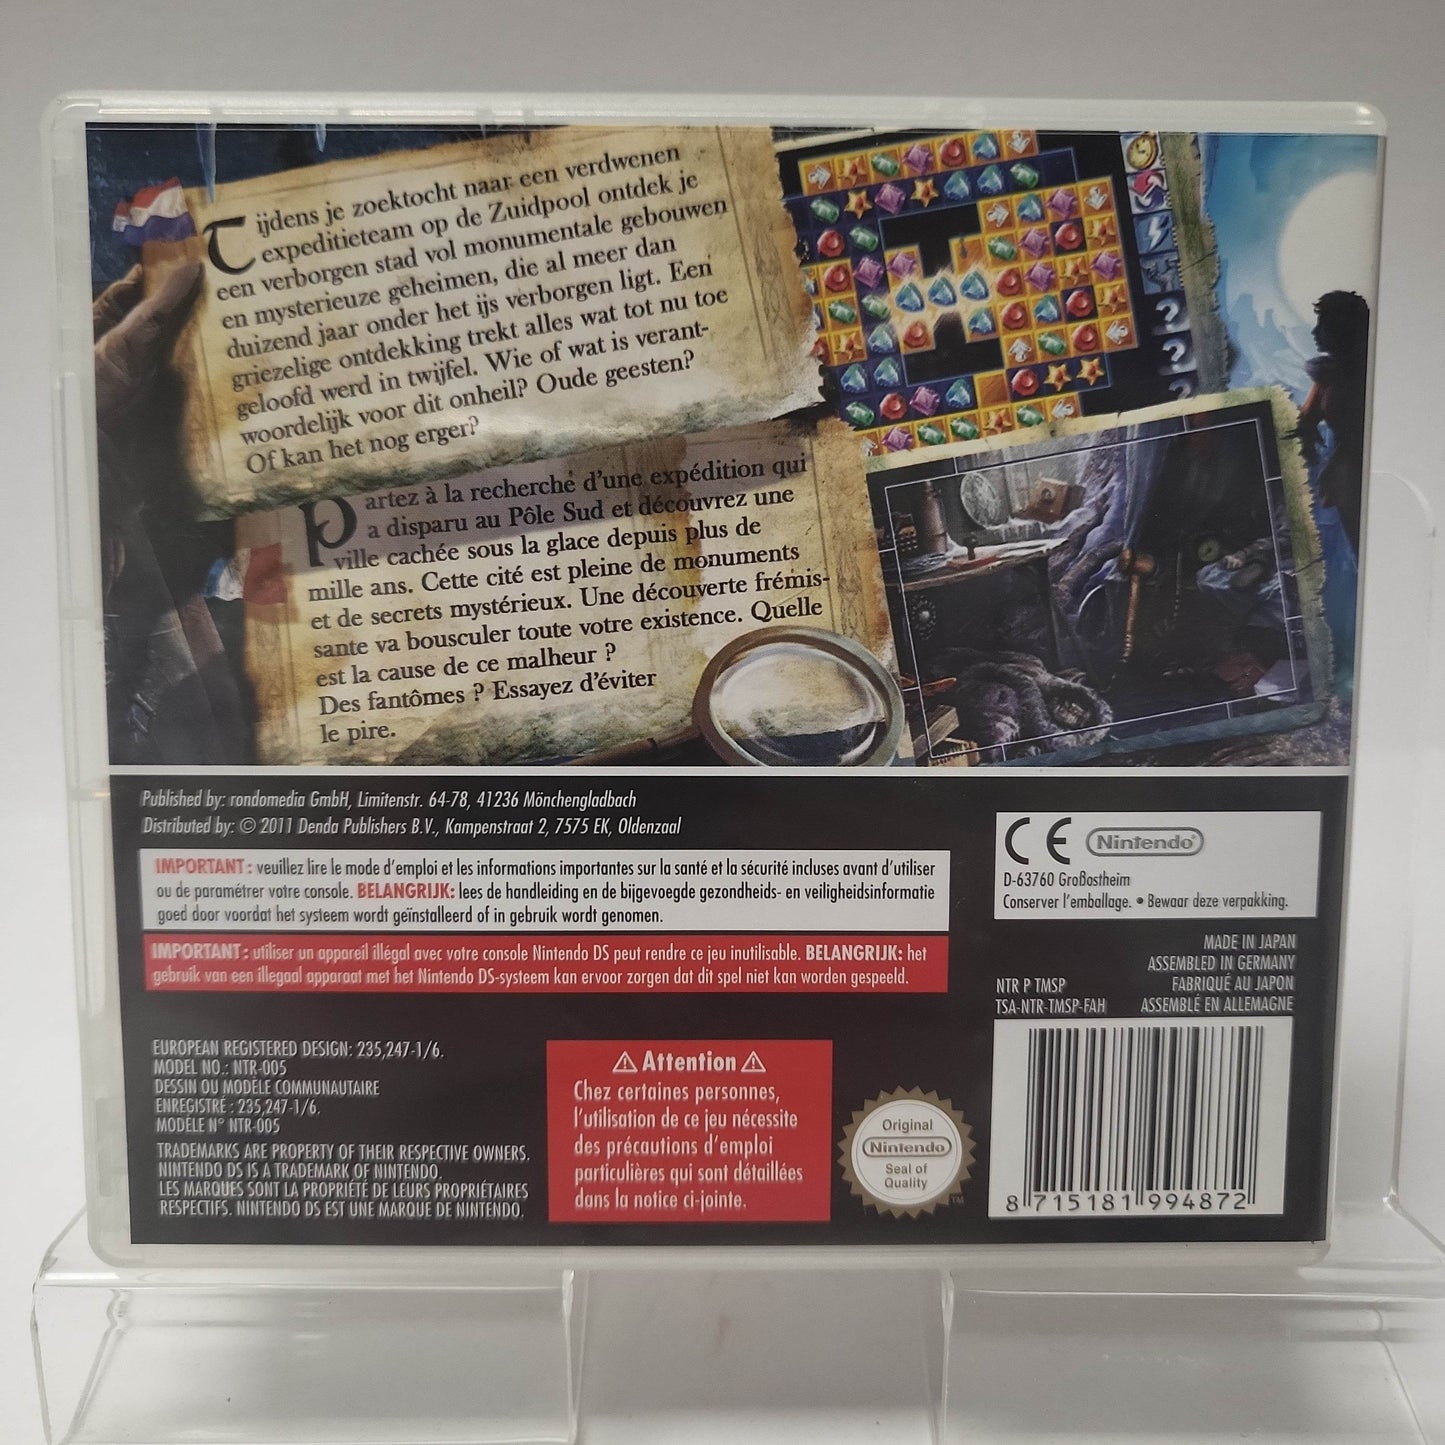 Tijdens je zoektocht naar een verdwenen
expeditieteam op de Zuidpool ontdek je
een verborgen stad vol monumentale gebouwen
en mysterieuze geheimen, die al meer dan
duizend jaar onder het ijs verborgen ligt. Een
griezelige ontdekking trekt alles wat tot nu toe
geloofd werd in twijfel. Wie of wat is verant-
woordelijk voor dit onheil? Oude geesten?
Of kan het nog erger?
Partez à la recherche d'une expédition qui
a disparu au Pôle Sud et découvrez une
ville cachée sous la glace depuis plus de
mille ans. Cette cité est pleine de monuments
et de secrets mystérieux. Une découverte frémis-
sante va bousculer toute votre existence. Quelle
est la cause de ce malheur ?
Des fantômes ? Essayez d'éviter
le pire.
Published by: rondomedia GmbH, Limitenstr. 64-78, 41236 Mönchengladbach
Distributed by: © 2011 Denda Publishers B.V., Kampenstraat 2, 7575 EK, Oldenzaal
IMPORTANT : veuillez lire le mode d'emploi et les informations importantes sur la santé et la sécurité incluses avant d'utiliser
ou de paramétrer votre console. BELANGRIJK: lees de handleiding en de bijgevoegde gezondheids- en veiligheidsinformatie
goed door voordat het systeem wordt geïnstalleerd of in gebruik wordt genomen.
IMPORTANT : utiliser un appareil illégal avec votre console Nintendo DS peut rendre ce jeu inutilisable. BELANGRIJK: het
gebruik van een illegaal apparaat met het Nintendo DS-systeem kan ervoor zorgen dat dit spel niet kan worden gespeeld.
CE Nintendo
D-63760 Großostheim
Conserver l'emballage. • Bewaar deze verpakking.
MADE IN JAPAN
ASSEMBLED IN GERMANY
FABRIQUÉ AU JAPON
ASSEMBLÉ EN ALLEMAGNE
NTR P TMSP
TSA-NTR-TMSP-FAH
EUROPEAN REGISTERED DESIGN: 235,247-1/6.
MODEL NO.: NTR-005
DESSIN OU MODÈLE COMMUNAUTAIRE
ENREGISTRÉ : 235,247-1/6.
MODÈLE N° NTR-005
TRADEMARKS ARE PROPERTY OF THEIR RESPECTIVE OWNERS.
NINTENDO DS IS A TRADEMARK OF NINTENDO.
LES MARQUES SONT LA PROPRIÉTÉ DE LEURS PROPRIÉTAIRES
RESPECTIFS. NINTENDO DS EST UNE MARQUE DE NINTENDO.
⚠ Attention ⚠
Chez certaines personnes,
l'utilisation de ce jeu nécessite
des précautions d'emploi
particulières qui sont détaillées
dans la notice ci-jointe.
Original
Nintendo
Seal of
Quality
TM
8 715181 994872